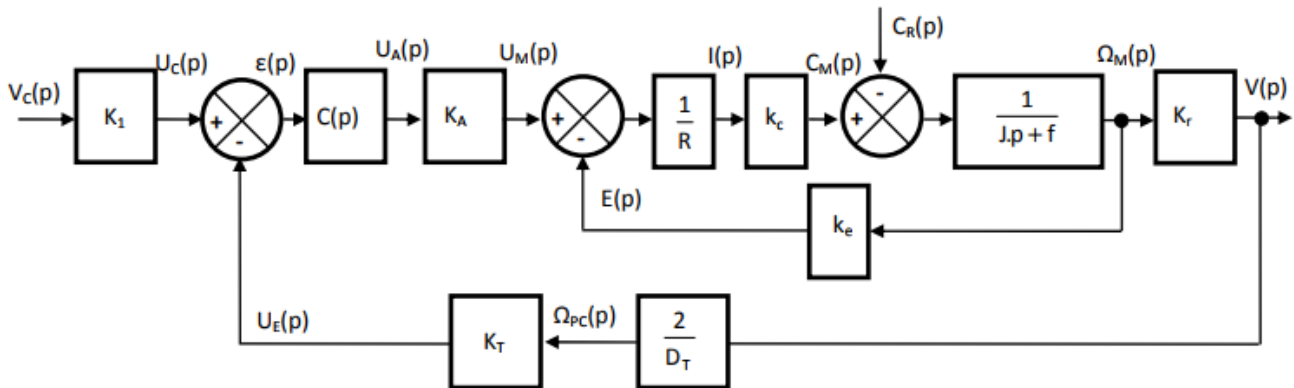 C_R(p)
V_C(p)
K_1
U_C(p)
+
-
ε(p)
C(p)
U_A(p)
K_A
U_M(p)
+
-
1
R
I(p)
k_c
C_M(p)
-
+
1
J.p + f
Ω_M(p)
K_r
V(p)
E(p)
k_e
U_E(p)
K_T
Ω_PC(p)
2
D_T